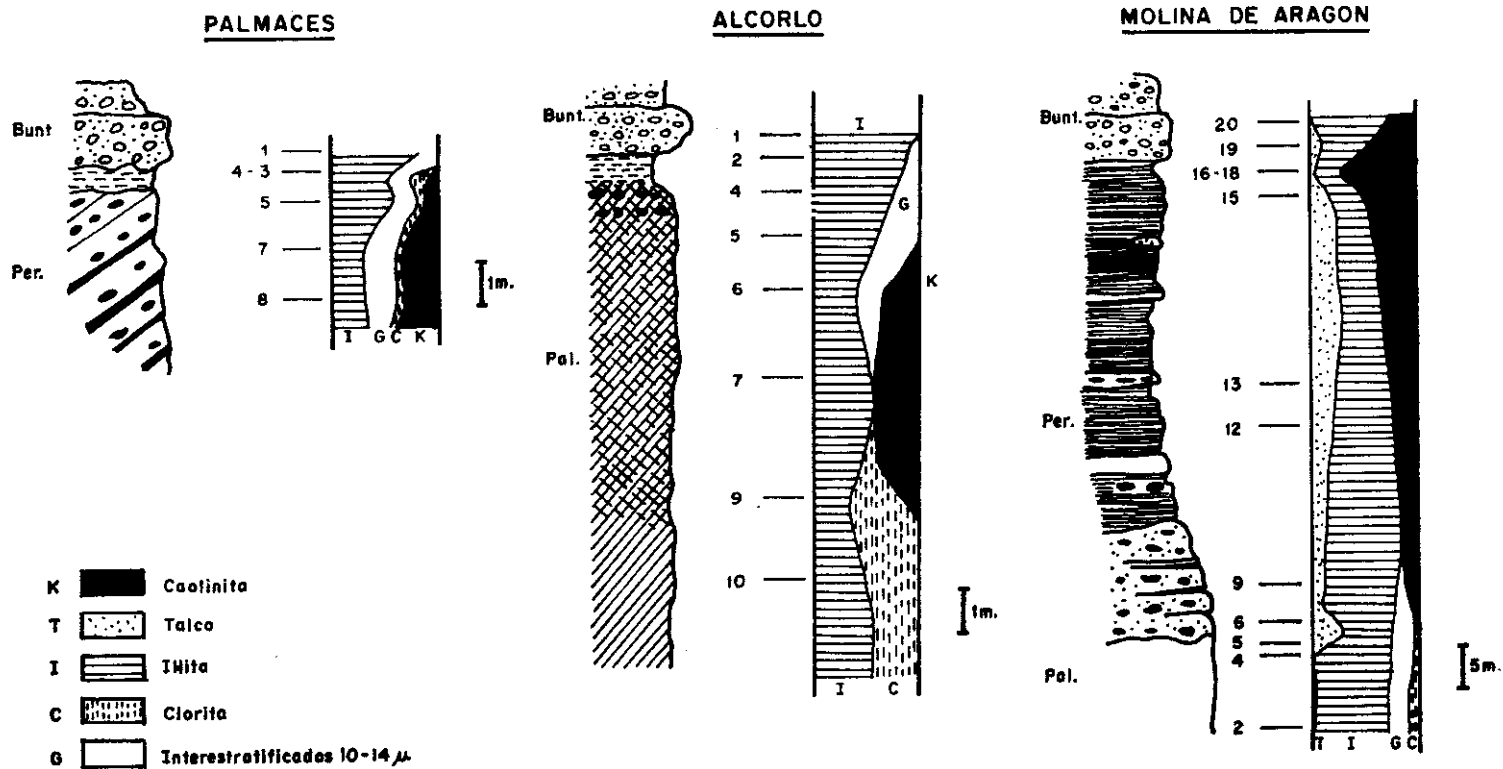 PALMACES
Bunt
Per.
1
4 - 3
5
7
8
I G C K
1m.
K Caolinita
T Talco
I Illita
C Clorita
G Interestratificados 10-14 µ
ALCORLO
Bunt.
Pal.
1
2
4
5
6
7
9
10
I
G
K
I C
1m.
MOLINA DE ARAGON
Bunt.
Per.
Pal.
20
19
16-18
15
13
12
9
6
5
4
2
T I G C
5m.